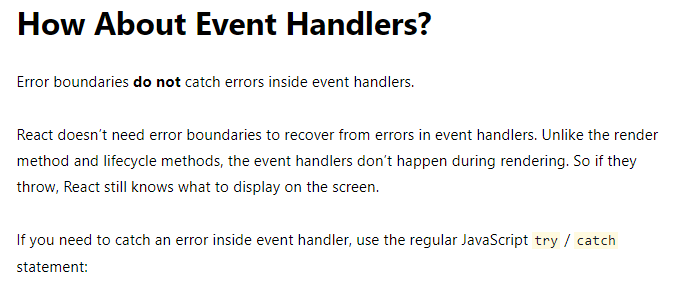 How About Event Handlers?
Error boundaries do not catch errors inside event handlers.
React doesn’t need error boundaries to recover from errors in event handlers. Unlike the render
method and lifecycle methods, the event handlers don’t happen during rendering. So if they
throw, React still knows what to display on the screen.
If you need to catch an error inside event handler, use the regular JavaScript try / catch
statement: